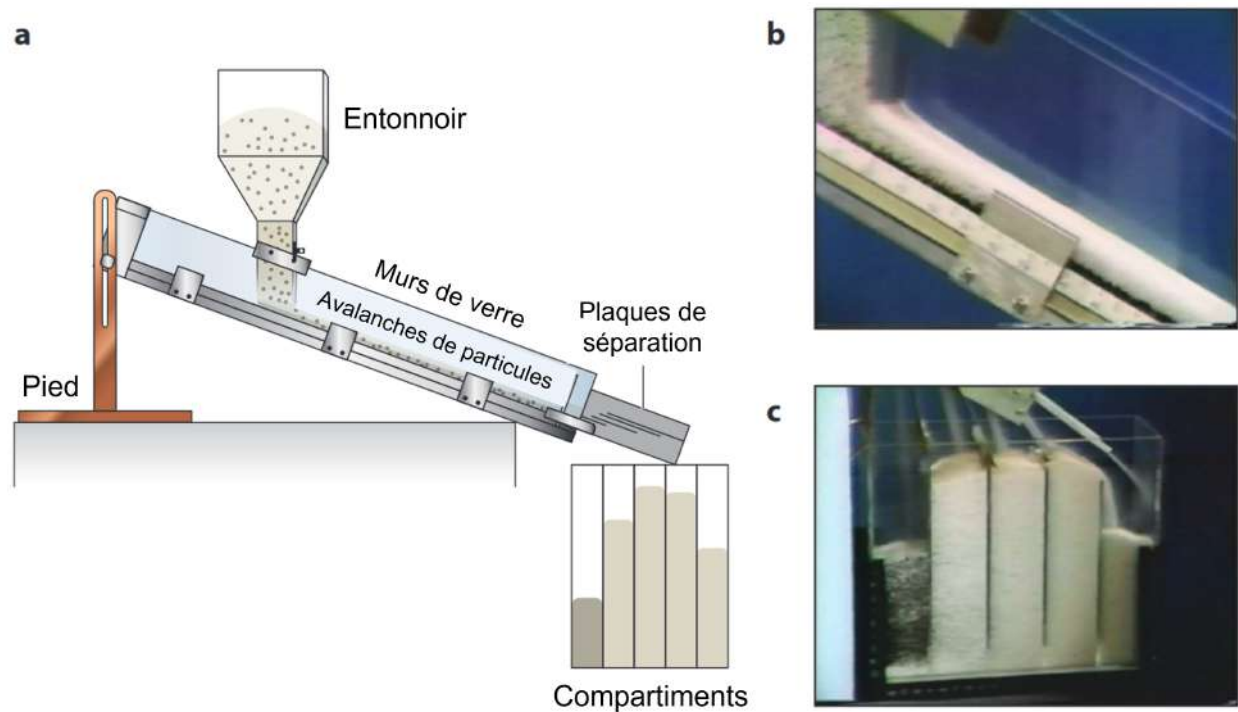 a
Entonnoir
Murs de verre
Avalanches de particules
Plaques de
séparation
Pied
Compartiments
b
c